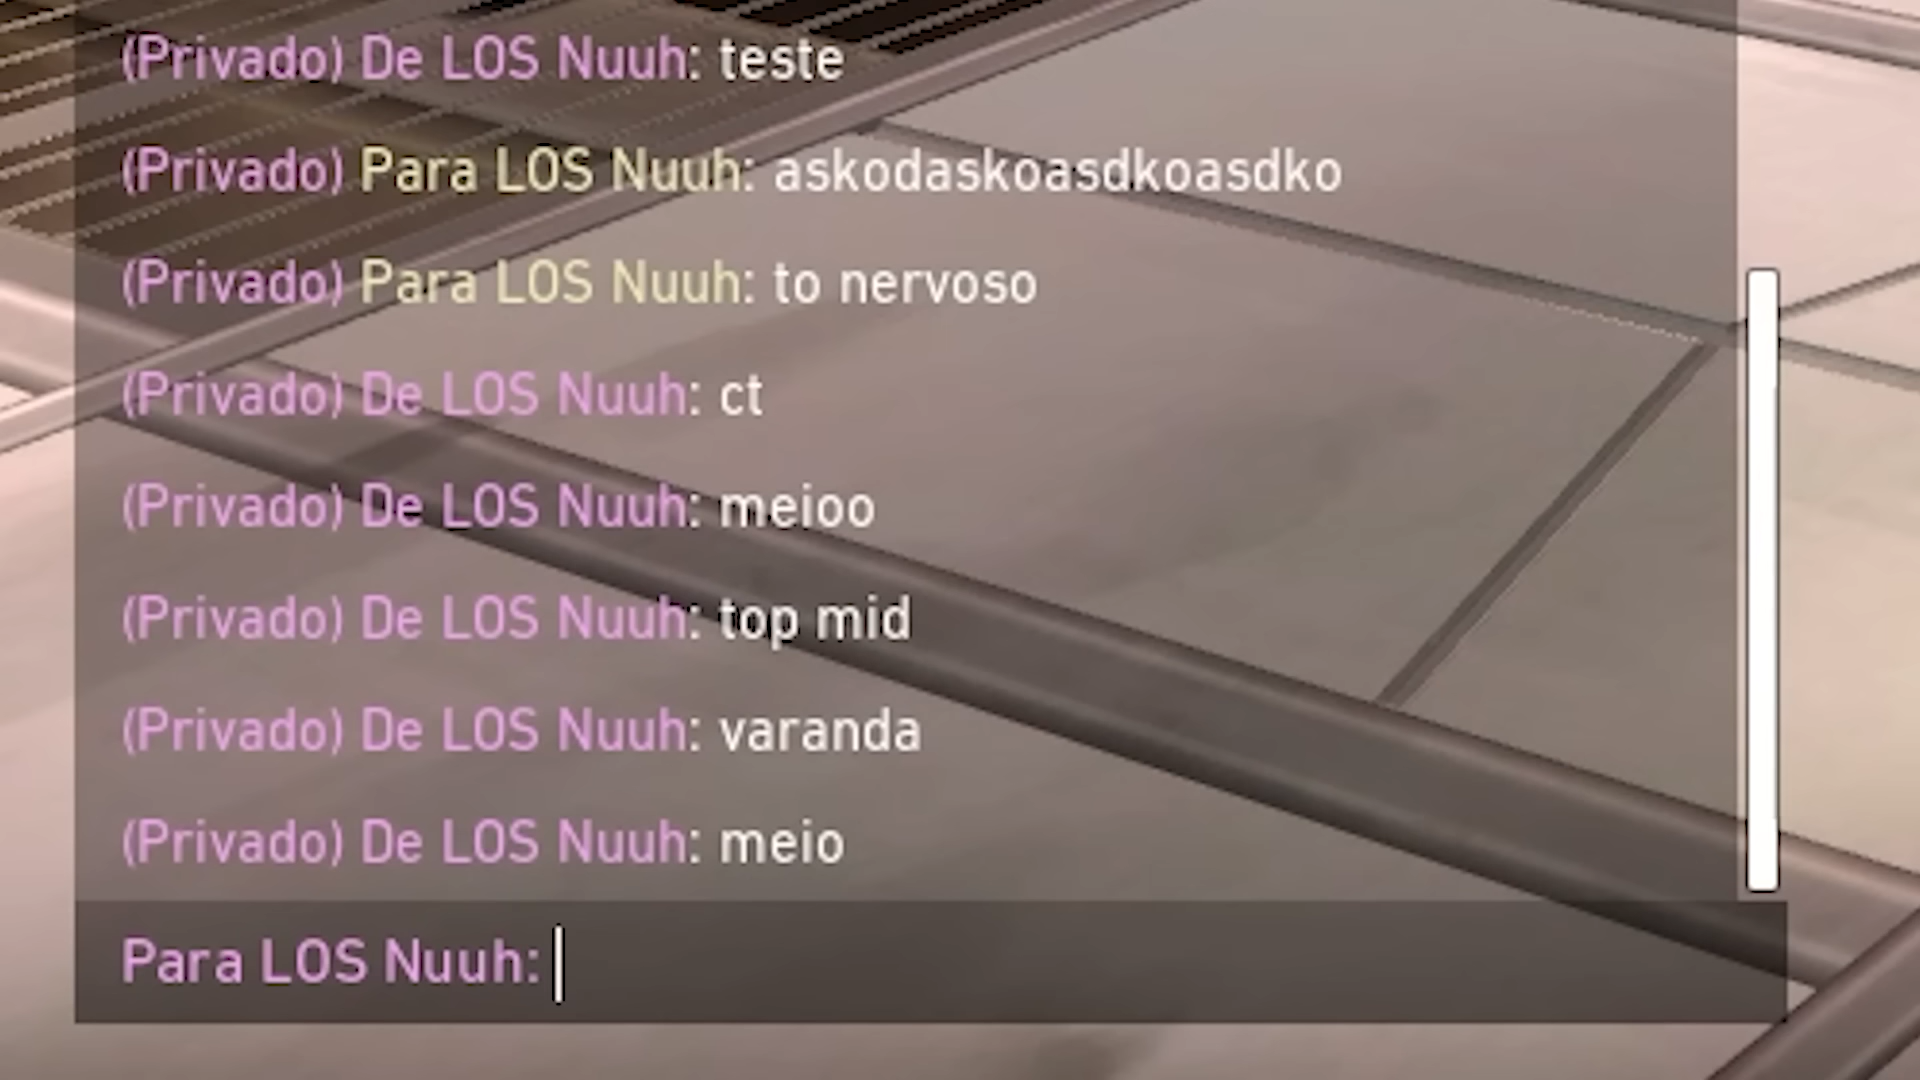 (Privado) De LOS Nuuh: teste
(Privado) Para LOS Nuuh: askodaskoasdkoasdko
(Privado) Para LOS Nuuh: to nervoso
(Privado) De LOS Nuuh: ct
(Privado) De LOS Nuuh: meioo
(Privado) De LOS Nuuh: top mid
(Privado) De LOS Nuuh: varanda
(Privado) De LOS Nuuh: meio
Para LOS Nuuh: